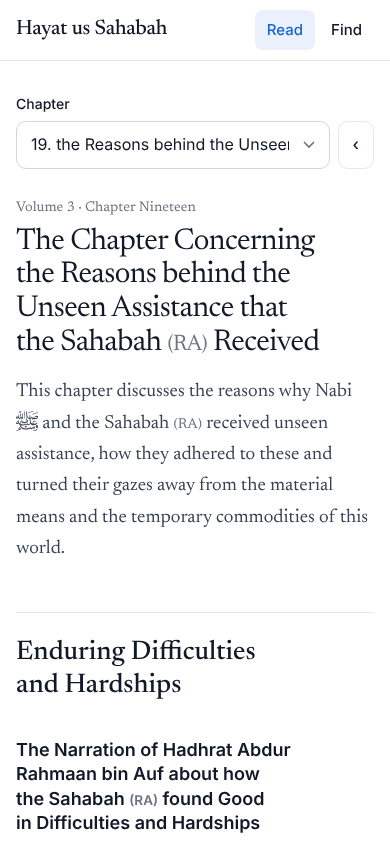 Hayat us Sahabah
Read
Find
Chapter
19. the Reasons behind the Unseen
‹
Volume 3 · Chapter Nineteen
The Chapter Concerning
the Reasons behind the
Unseen Assistance that
the Sahabah (RA) Received
This chapter discusses the reasons why Nabi
ﷺ and the Sahabah (RA) received unseen
assistance, how they adhered to these and
turned their gazes away from the material
means and the temporary commodities of this
world.
Enduring Difficulties
and Hardships
The Narration of Hadhrat Abdur
Rahmaan bin Auf about how
the Sahabah (RA) found Good
in Difficulties and Hardships